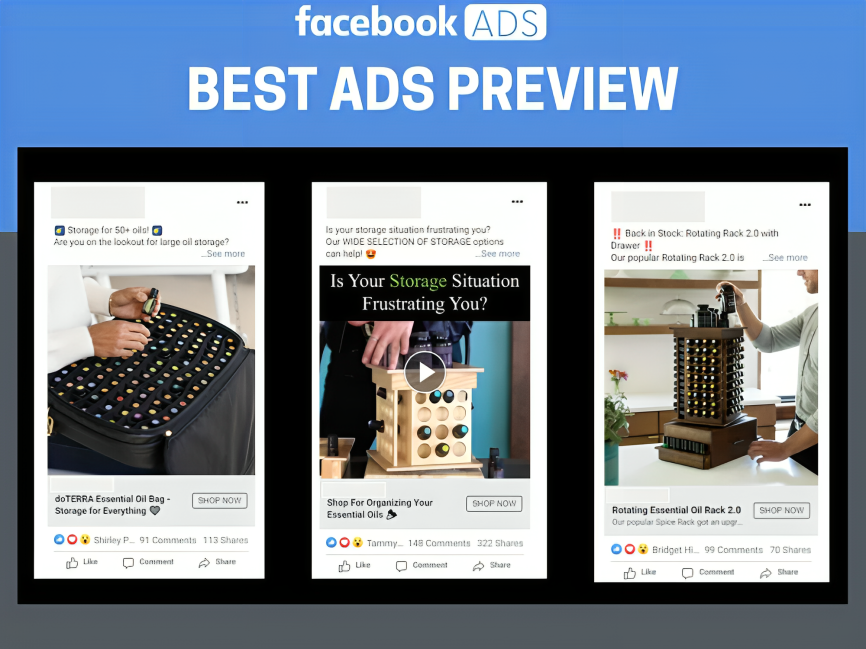 facebook ADS
BEST ADS PREVIEW
Storage for 50+ oils!
Are you on the lookout for large oil storage?
...See more
doTERRA Essential Oil Bag -
Storage for Everything
SHOP NOW
Shirley P... 91 Comments 113 Shares
Like Comment Share
Is your storage situation frustrating you?
Our WIDE SELECTION OF STORAGE options
can help! ...See more
Is Your Storage Situation
Frustrating You?
Shop For Organizing Your
Essential Oils
SHOP NOW
Tammy... 148 Comments 322 Shares
Like Comment Share
‼️ Back in Stock: Rotating Rack 2.0 with
Drawer ‼️
Our popular Rotating Rack 2.0 is ...See more
Rotating Essential Oil Rack 2.0
Our popular Spice Rack got an upgr...
SHOP NOW
Bridget Hi... 99 Comments 70 Shares
Like Comment Share